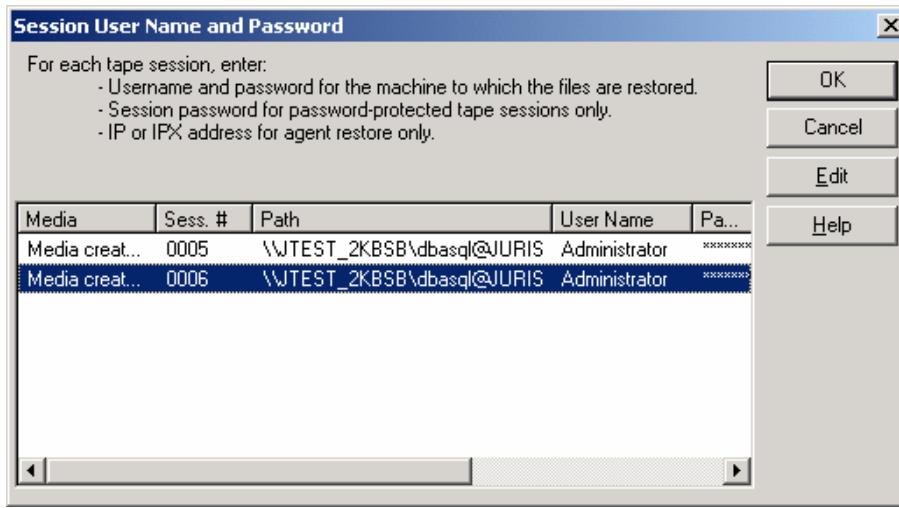 Session User Name and Password
For each tape session, enter:
- Username and password for the machine to which the files are restored.
- Session password for password-protected tape sessions only.
- IP or IPX address for agent restore only.
OK
Cancel
Edit
Help
Media Sess. # Path User Name Pa...
Media creat... 0005 \\JTEST_2KBSB\dbasql@JURIS Administrator ********
Media creat... 0006 \\JTEST_2KBSB\dbasql@JURIS Administrator ********